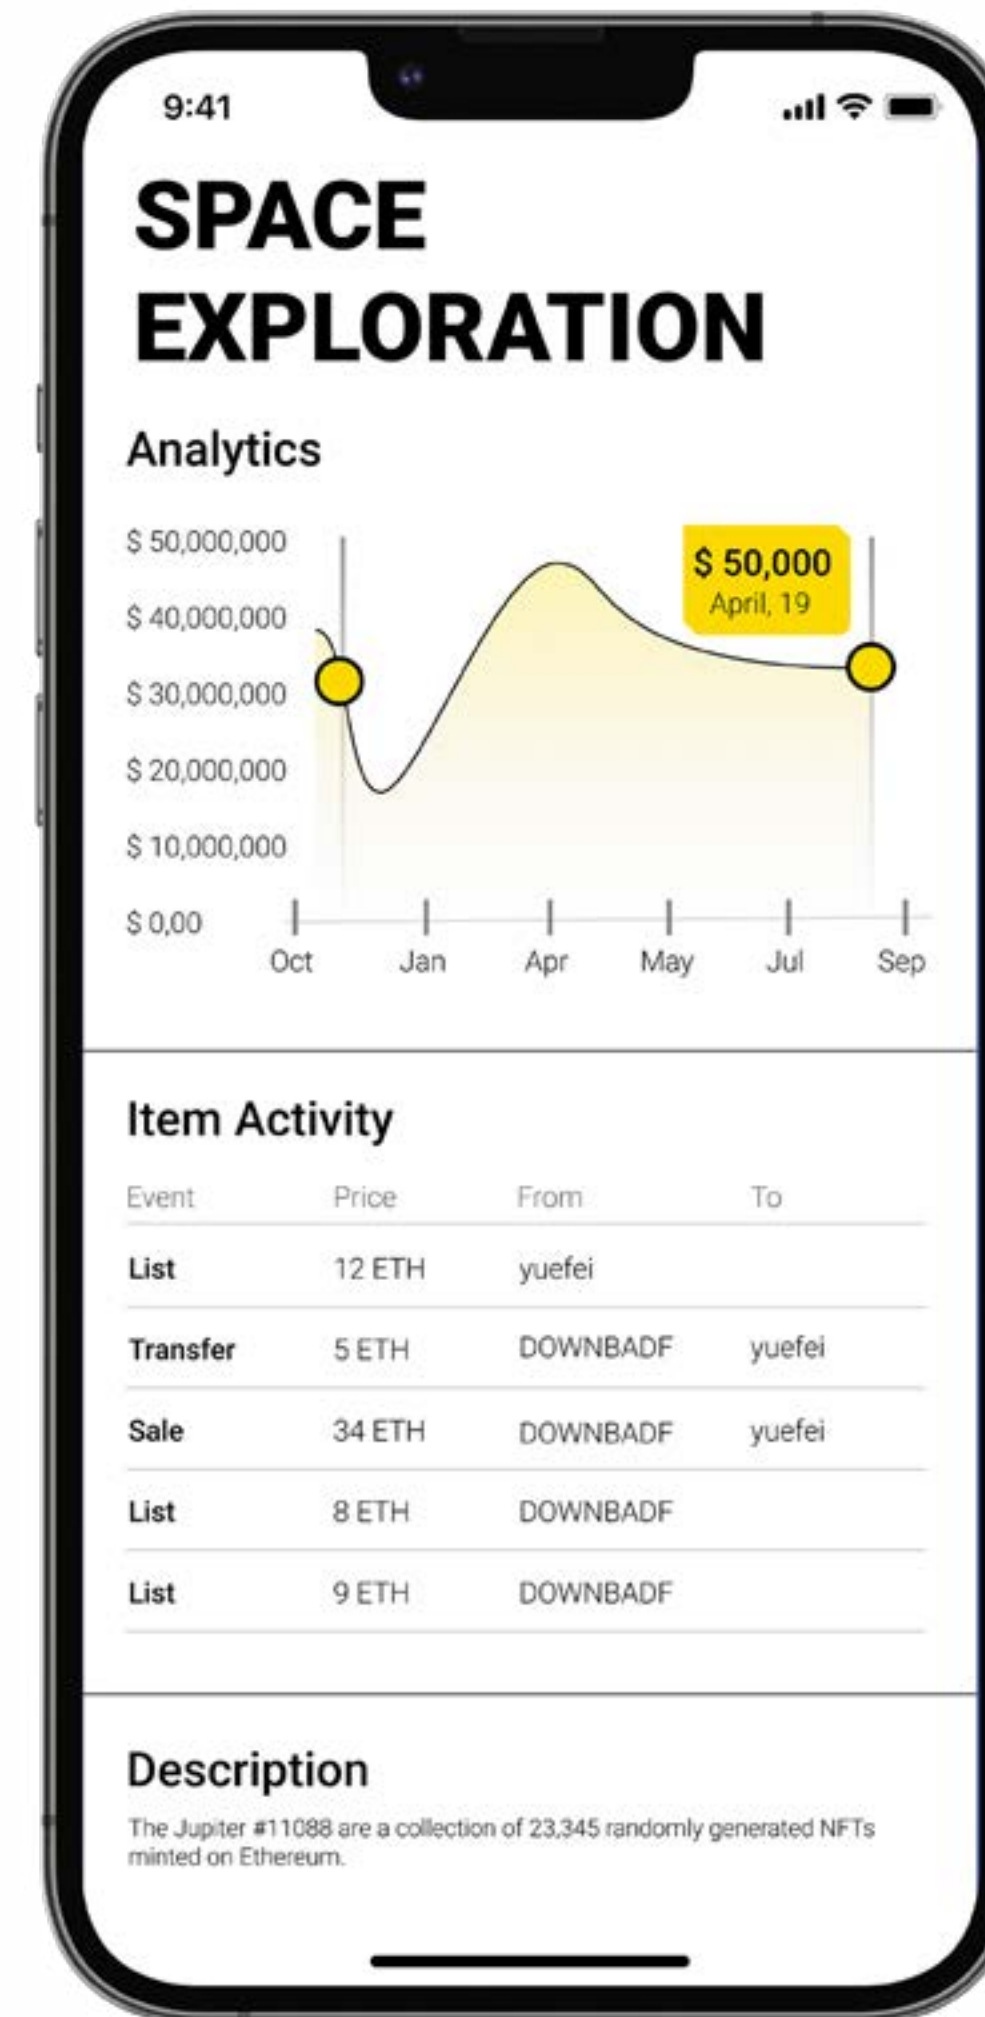 9:41
SPACE
EXPLORATION
Analytics
$ 50,000,000
$ 40,000,000
$ 30,000,000
$ 20,000,000
$ 10,000,000
$ 0,00
$ 50,000
April, 19
Oct Jan Apr May Jul Sep
Item Activity
Event Price From To
List 12 ETH yuefei
Transfer 5 ETH DOWNBADF yuefei
Sale 34 ETH DOWNBADF yuefei
List 8 ETH DOWNBADF
List 9 ETH DOWNBADF
Description
The Jupiter #11088 are a collection of 23,345 randomly generated NFTs
minted on Ethereum.